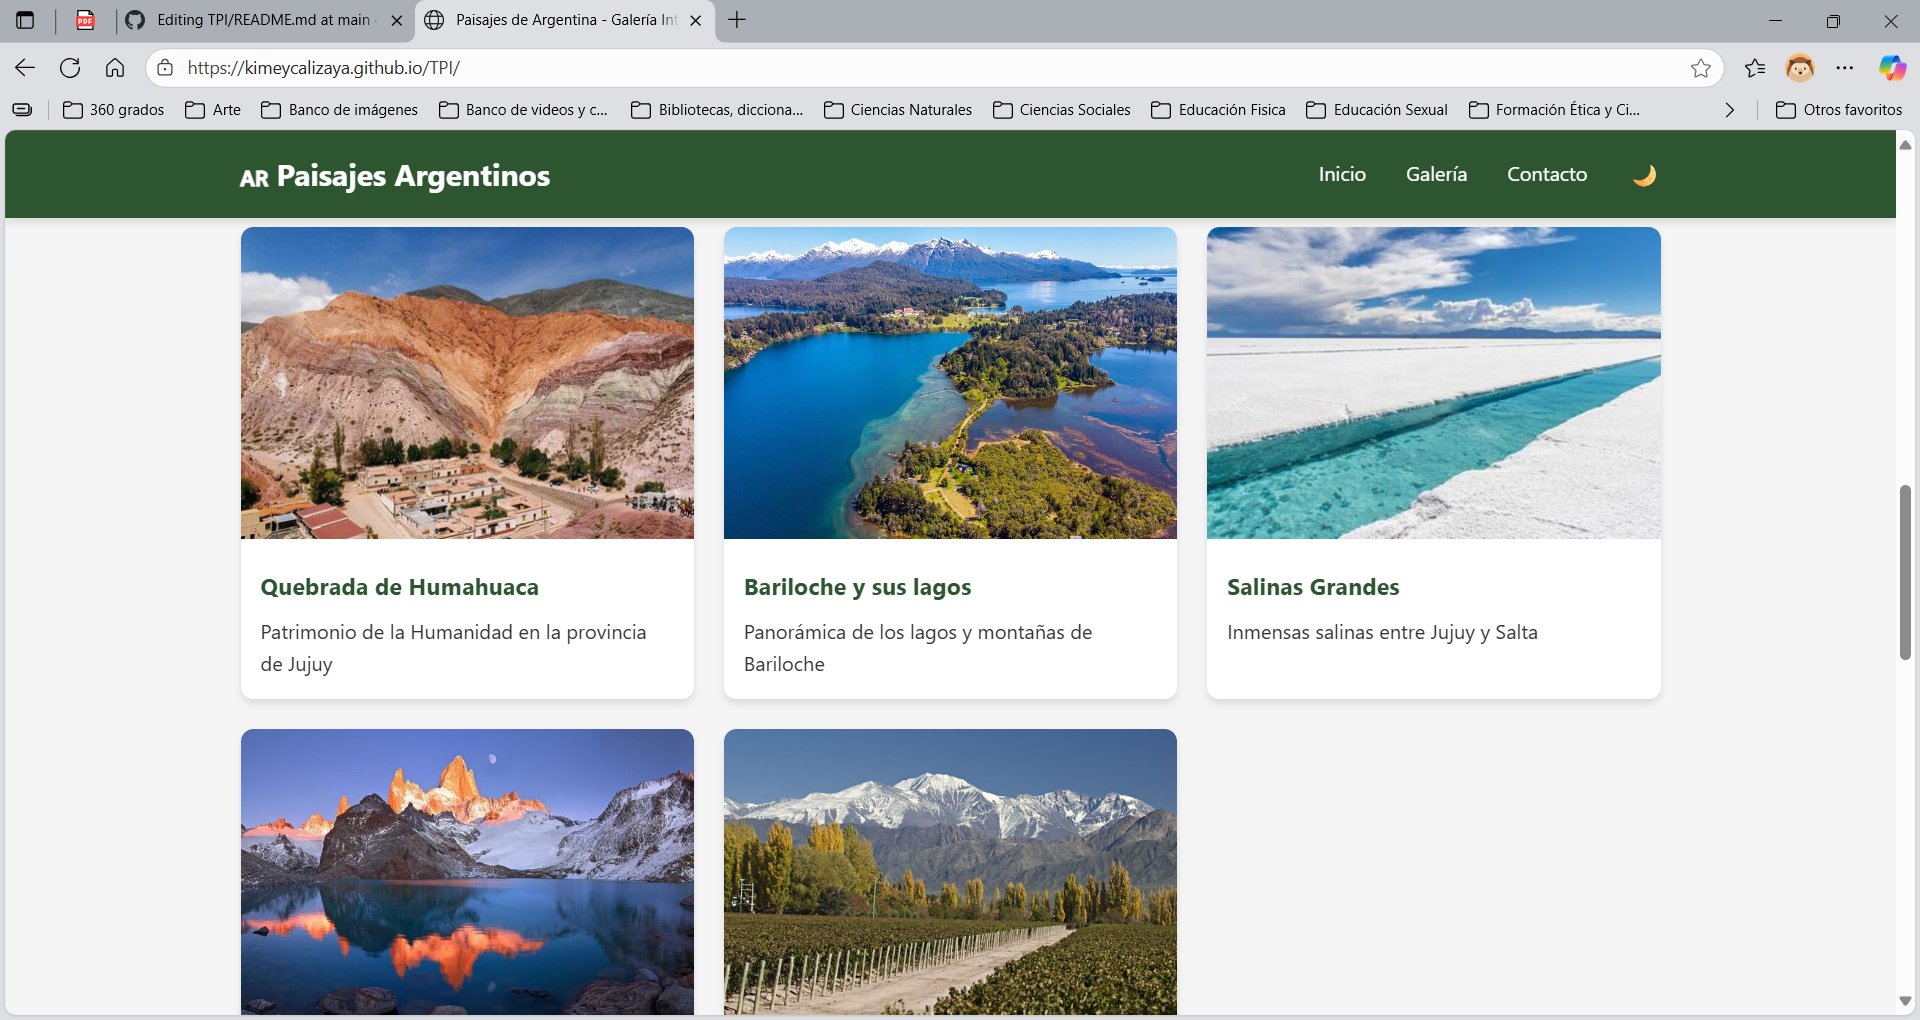 Editing TPI/README.md at main
Paisajes de Argentina - Galería Int
https://kimeycalizaya.github.io/TPI/
360 grados
Arte
Banco de imágenes
Banco de videos y c...
Bibliotecas, dicciona...
Ciencias Naturales
Ciencias Sociales
Educación Fisica
Educación Sexual
Formación Ética y Ci...
Otros favoritos
AR Paisajes Argentinos
Inicio
Galería
Contacto
Quebrada de Humahuaca
Patrimonio de la Humanidad en la provincia
de Jujuy
Bariloche y sus lagos
Panorámica de los lagos y montañas de
Bariloche
Salinas Grandes
Inmensas salinas entre Jujuy y Salta